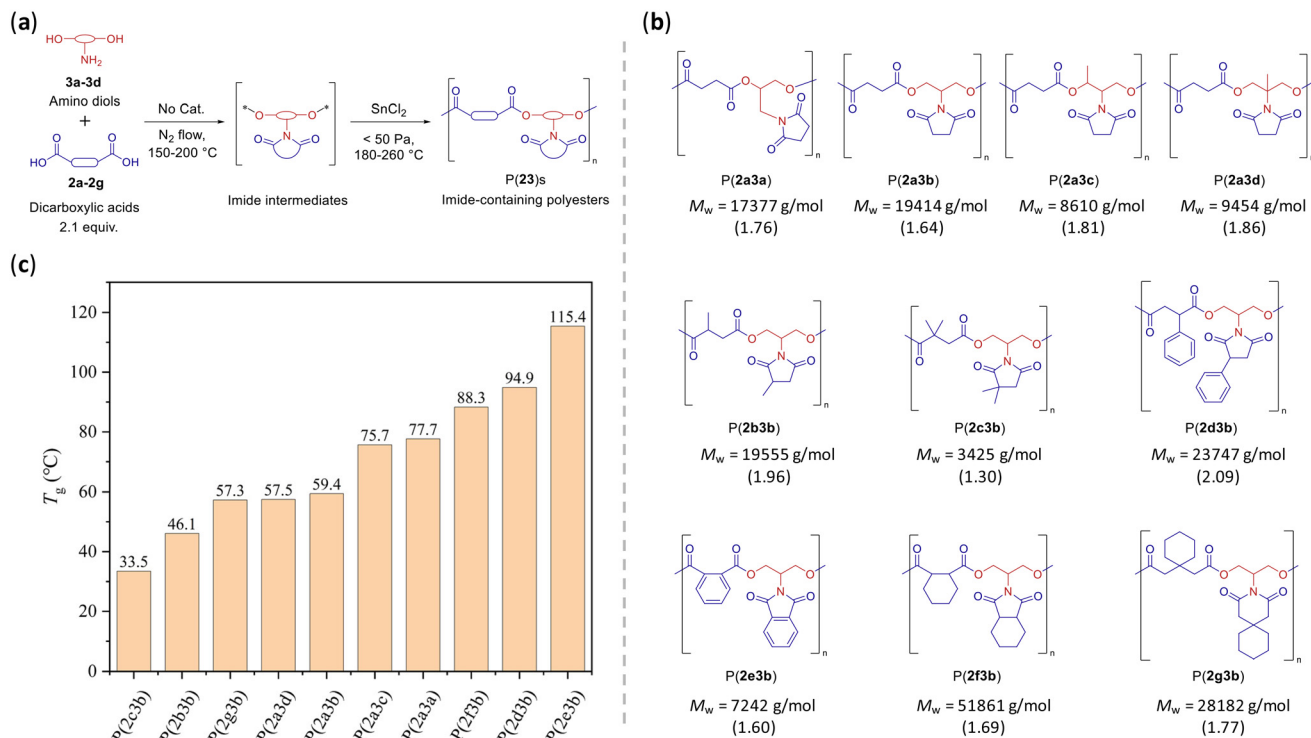 (a)
HO
OH
NH2
3a-3d
Amino diols
+
HO
O
O
OH
2a-2g
Dicarboxylic acids
2.1 equiv.
No Cat.
N2 flow,
150-200 °C
* O O *
N
O O
Imide intermediates
SnCl2
< 50 Pa,
180-260 °C
O O
O O
N
O O
n
P(23)s
Imide-containing polyesters
(b)
O
O
O
O
O
N
O
n
P(2a3a)
Mw = 17377 g/mol
(1.76)
O
O
O
O
O
N
O
n
P(2a3b)
Mw = 19414 g/mol
(1.64)
O
O
O
O
O
N
O
n
P(2a3c)
Mw = 8610 g/mol
(1.81)
O
O
O
O
O
N
O
n
P(2a3d)
Mw = 9454 g/mol
(1.86)
O
O
O
O
O
N
O
n
P(2b3b)
Mw = 19555 g/mol
(1.96)
O
O
O
O
O
N
O
n
P(2c3b)
Mw = 3425 g/mol
(1.30)
O
O
O
O
O
N
O
n
P(2d3b)
Mw = 23747 g/mol
(2.09)
O
O
O
O
O
N
O
n
P(2e3b)
Mw = 7242 g/mol
(1.60)
O
O
O
O
O
N
O
n
P(2f3b)
Mw = 51861 g/mol
(1.69)
O
O
O
O
O
N
O
n
P(2g3b)
Mw = 28182 g/mol
(1.77)
(c)
Tg (°C)
120
100
80
60
40
20
0
33.5
46.1
57.3
57.5
59.4
75.7
77.7
88.3
94.9
115.4
P(2c3b)
P(2b3b)
P(2g3b)
P(2a3d)
P(2a3b)
P(2a3c)
P(2a3a)
P(2f3b)
P(2d3b)
P(2e3b)